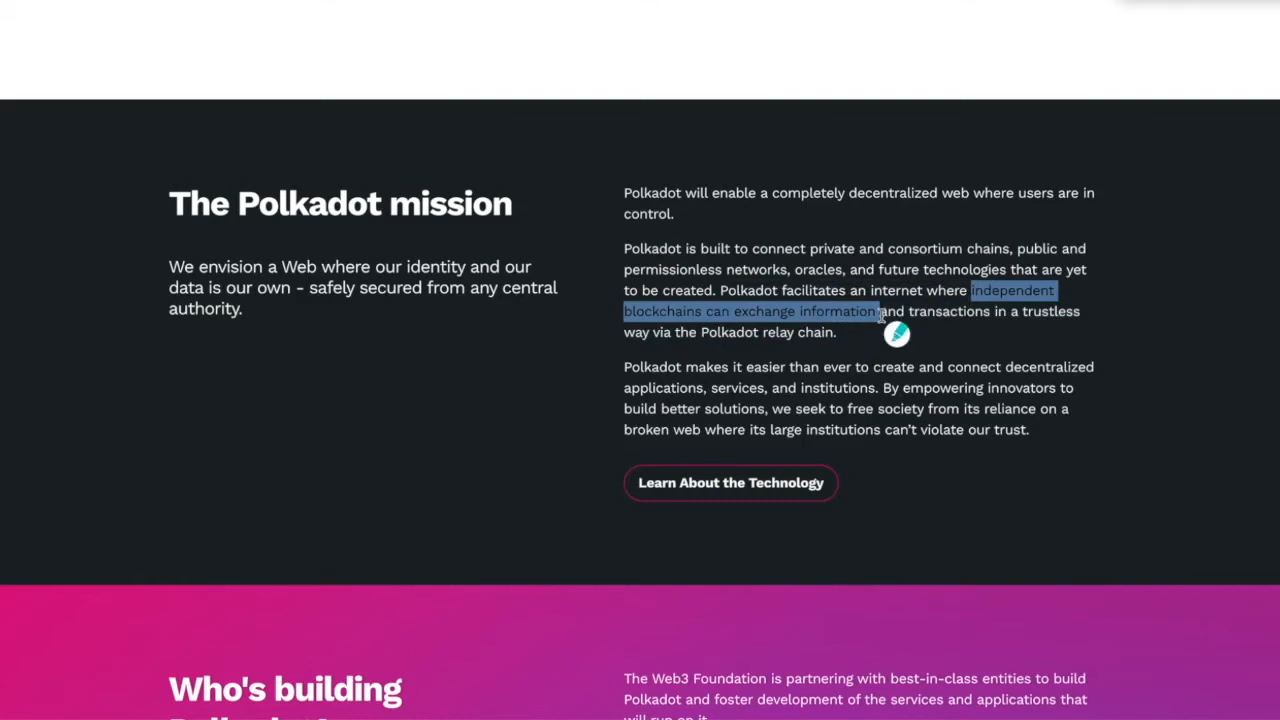 The Polkadot mission
We envision a Web where our identity and our
data is our own - safely secured from any central
authority.
Polkadot will enable a completely decentralized web where users are in
control.
Polkadot is built to connect private and consortium chains, public and
permissionless networks, oracles, and future technologies that are yet
to be created. Polkadot facilitates an internet where independent
blockchains can exchange information and transactions in a trustless
way via the Polkadot relay chain.
Polkadot makes it easier than ever to create and connect decentralized
applications, services, and institutions. By empowering innovators to
build better solutions, we seek to free society from its reliance on a
broken web where its large institutions can’t violate our trust.
Learn About the Technology
Who's building
The Web3 Foundation is partnering with best-in-class entities to build
Polkadot and foster development of the services and applications that
will run on it.